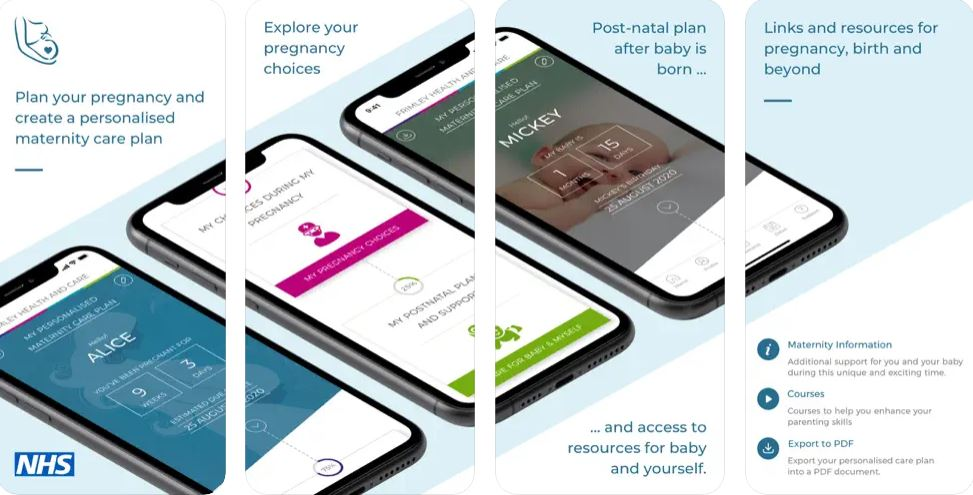 Plan your pregnancy and
create a personalised
maternity care plan
FRIMLEY HEALTH AND CARE
MY PERSONALISED
MATERNITY CARE PLAN
Hello!
ALICE
YOU'VE BEEN PREGNANT FOR
9
WEEKS
3
DAYS
ESTIMATED DUE
25 AUGUST 2020
75%
NHS
Explore your
pregnancy
choices
MY CHOICES DURING MY
PREGNANCY
MY PREGNANCY CHOICES
25%
MY POSTNATAL PLAN
AND SUPPORT
CARE FOR BABY & MYSELF
Post-natal plan
after baby is
born ...
9:41
FRIMLEY HEALTH AND CARE
MY PERSONALISED
MATERNITY CARE PLAN
Hello!
MICKEY
MY BABY IS
1
MONTHS
15
DAYS
MICKEY'S BIRTHDAY
25 AUGUST 2020
Home
... and access to
resources for baby
and yourself.
Links and resources for
pregnancy, birth and
beyond
Maternity Information
Additional support for you and your baby
during this unique and exciting time.
Courses
Courses to help you enhance your
parenting skills
Export to PDF
Export your personalised care plan
into a PDF document.